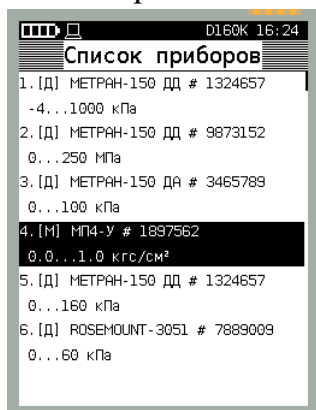 D160K 16:24
Список приборов
1.[Д] МЕТРАН-150 ДД # 1324657
-4...1000 кПа
2.[Д] МЕТРАН-150 ДД # 9873152
0...250 МПа
3.[Д] МЕТРАН-150 ДА # 3465789
0...100 кПа
4.[М] МП4-У # 1897562
0.0...1.0 кгс/см²
5.[Д] МЕТРАН-150 ДД # 1324657
0...160 кПа
6.[Д] ROSEMOUNT-3051 # 7889009
0...60 кПа